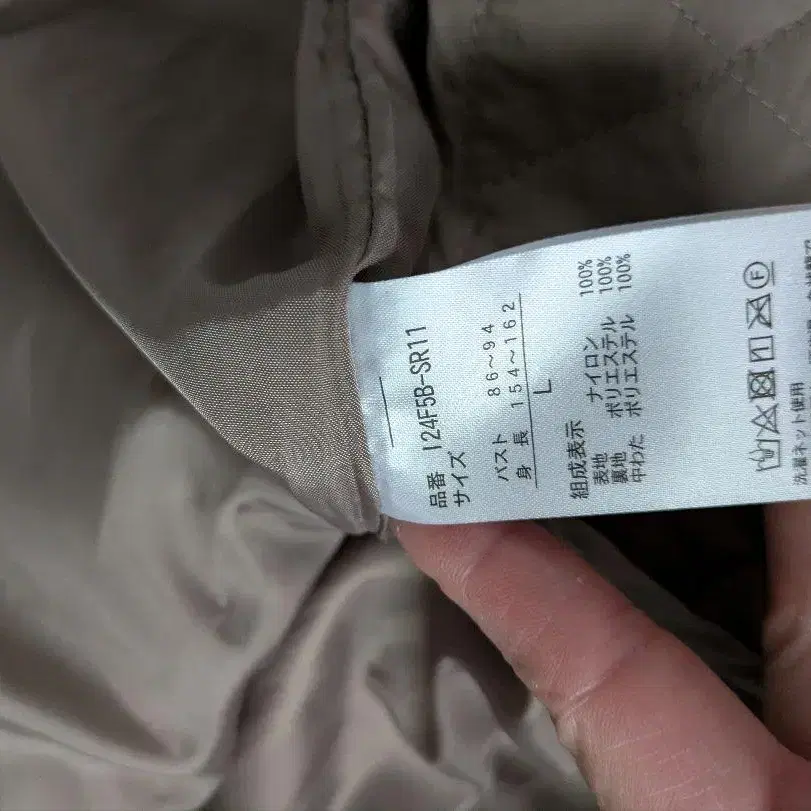 品番 I24F5B-SR11
サイズ
バスト 86～94
身長 154～162
L
組成表示
表地 ナイロン 100%
裏地 ポリエステル 100%
中わた ポリエステル 100%
F
洗濯ネット使用